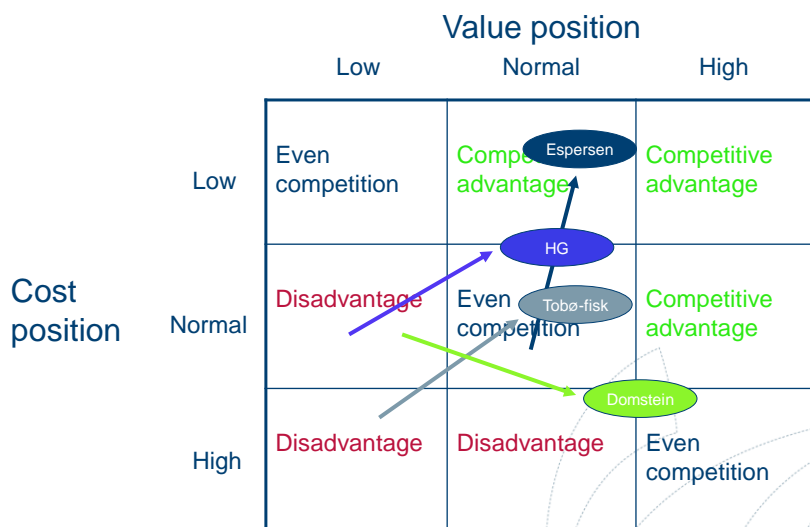 Value position
Low Normal High
Low
Even
competition
Compe
advantage
Espersen
Competitive
advantage
HG
Cost
position
Normal
Disadvantage
Even
competition
Tobø-fisk
Competitive
advantage
Domstein
High
Disadvantage
Disadvantage
Even
competition